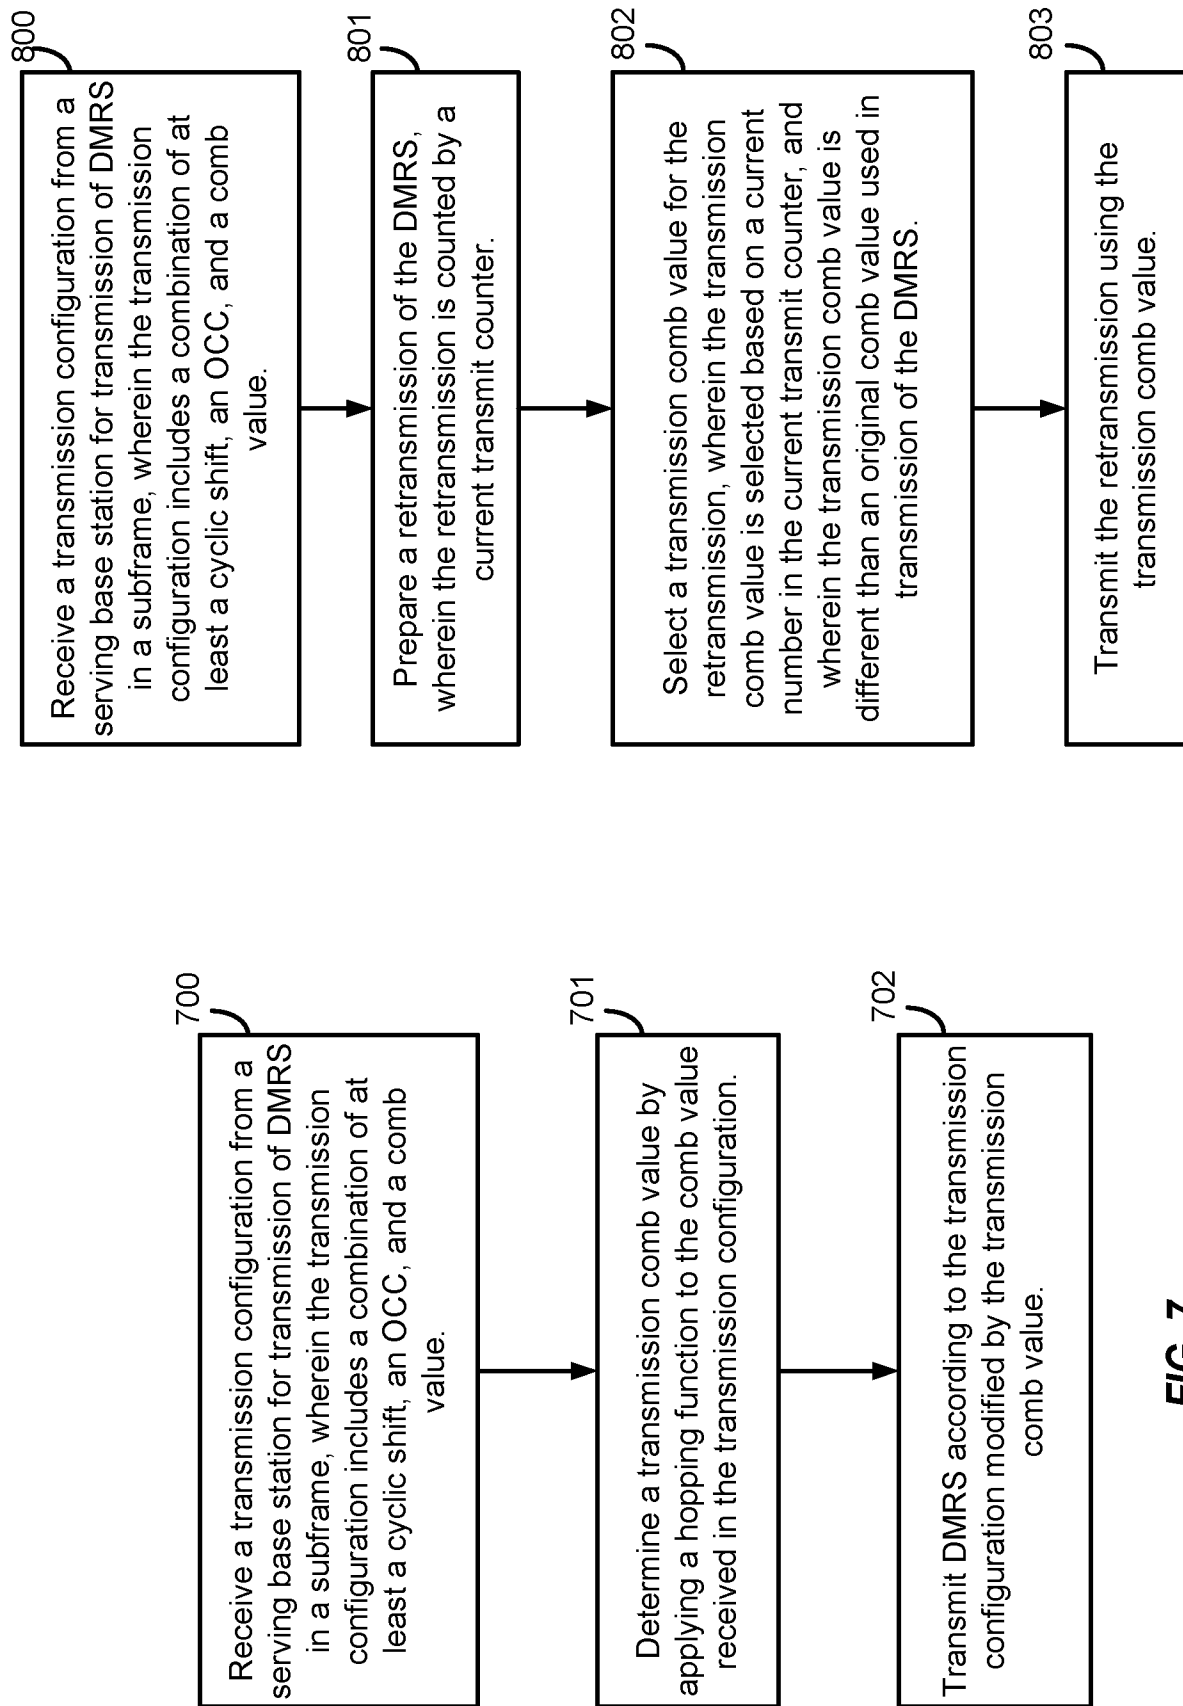 700
Receive a transmission configuration from a
serving base station for transmission of DMRS
in a subframe, wherein the transmission
configuration includes a combination of at
least a cyclic shift, an OCC, and a comb
value.
701
Determine a transmission comb value by
applying a hopping function to the comb value
received in the transmission configuration.
702
Transmit DMRS according to the transmission
configuration modified by the transmission
comb value.
FIG. 7
800
Receive a transmission configuration from a
serving base station for transmission of DMRS
in a subframe, wherein the transmission
configuration includes a combination of at
least a cyclic shift, an OCC, and a comb
value.
801
Prepare a retransmission of the DMRS,
wherein the retransmission is counted by a
current transmit counter.
802
Select a transmission comb value for the
retransmission, wherein the transmission
comb value is selected based on a current
number in the current transmit counter, and
wherein the transmission comb value is
different than an original comb value used in
transmission of the DMRS.
803
Transmit the retransmission using the
transmission comb value.